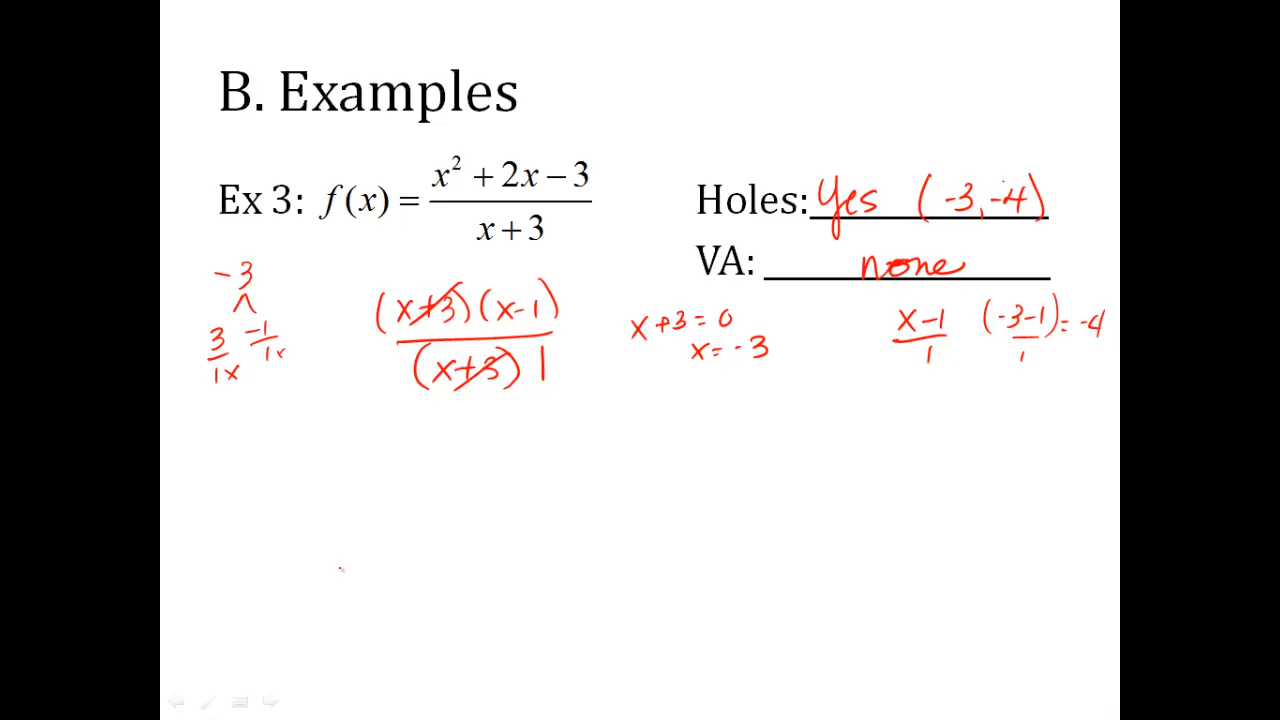 B. Examples
Ex 3: f(x) = (x² + 2x − 3)/(x + 3)
Holes: Yes (-3, -4)
VA: none
-3
3/1x -1/1x
(x+3)(x-1)
(x+3) 1
x+3=0
x=-3
x-1/1 (-3-1)/1 = -4